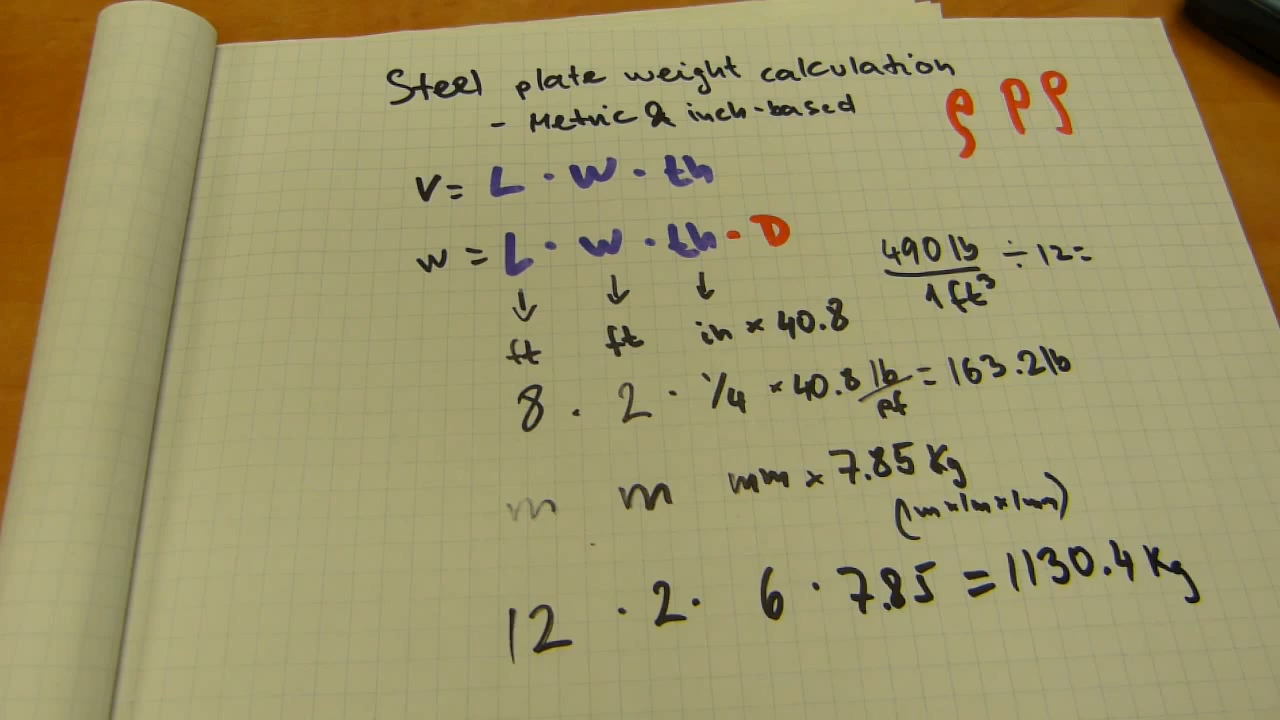 Steel plate weight calculation
- Metric & inch-based
ρ ρ ρ
V = L · W · th
w = L · w · th · D
490 lb / 1 ft³ ÷ 12 =
↓ ↓ ↓
ft ft in × 40.8
8 · 2 · 1/4 × 40.8 lb / = 163.2 lb
m m mm × 7.85 Kg
(1m×1m×1mm)
12 · 2 · 6 · 7.85 = 1130.4 Kg